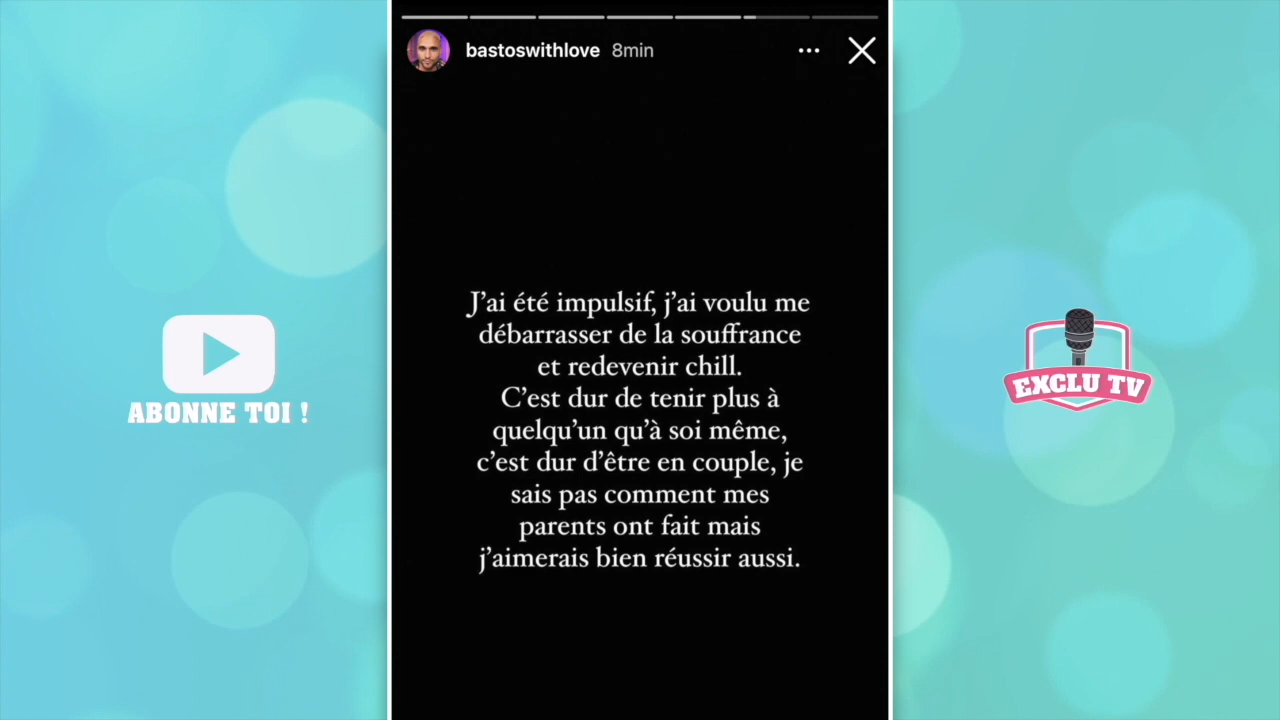 bastoswithlove 8min
J'ai été impulsif, j'ai voulu me
débarrasser de la souffrance
et redevenir chill.
C'est dur de tenir plus à
quelqu'un qu'à soi même,
c'est dur d'être en couple, je
sais pas comment mes
parents ont fait mais
j'aimerais bien réussir aussi.
ABONNE TOI !
EXCLU TV